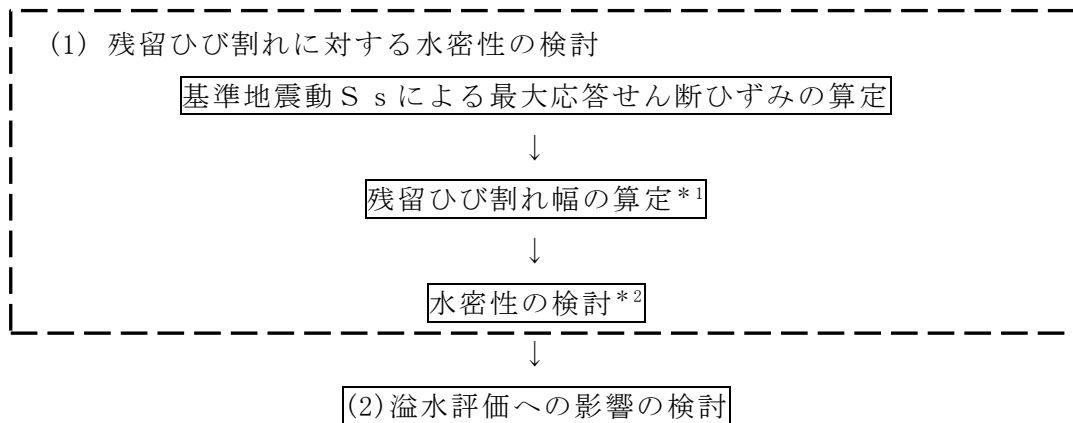 (1) 残留ひび割れに対する水密性の検討
基準地震動Ｓｓによる最大応答せん断ひずみの算定
↓
残留ひび割れ幅の算定*1
↓
水密性の検討*2
↓
(2)溢水評価への影響の検討